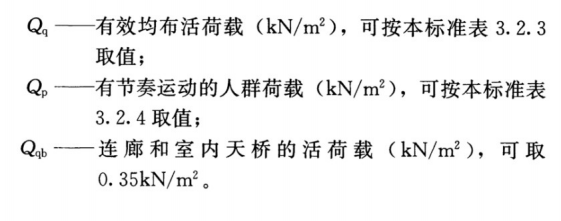 Qq——有效均布活荷载（kN/m²），可按本标准表 3.2.3
取值；
Qp——有节奏运动的人群荷载（kN/m²），可按本标准表
3.2.4 取值；
Qqb——连廊和室内天桥的活荷载（kN/m²），可取
0.35kN/m²。